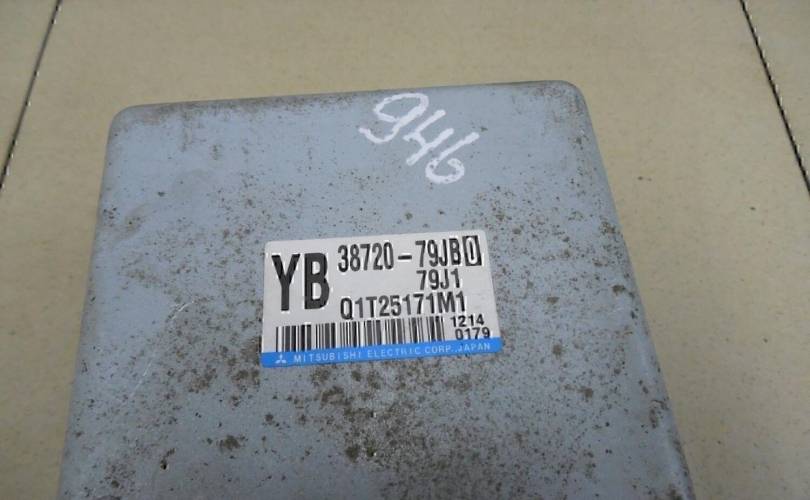 946
YB 38720-79JB0
79J1
Q1T25171M1
1214
0179
MITSUBISHI ELECTRIC CORP. JAPAN